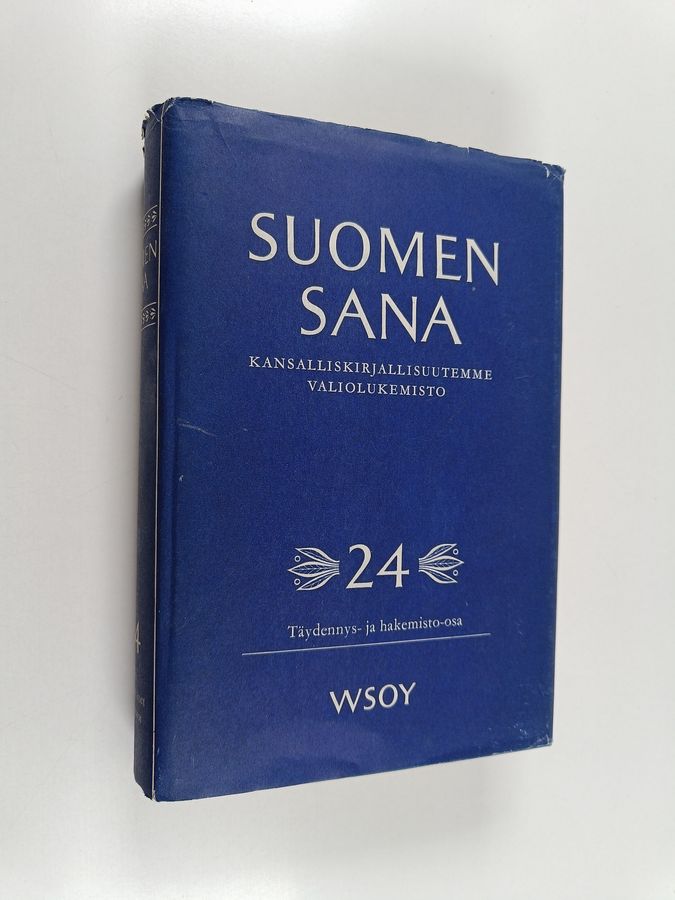 SUOMEN
SANA
KANSALLISKIRJALLISUUTEMME
VALIOLUKEMISTO
24
Täydennys- ja hakemisto-osa
WSOY